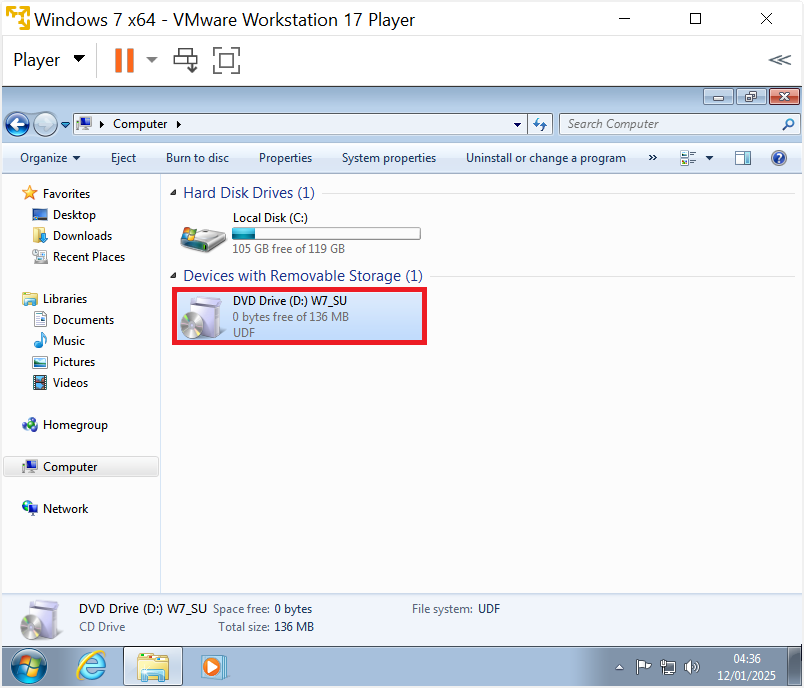 Windows 7 x64 - VMware Workstation 17 Player
Player
Computer
Search Computer
Organize Eject Burn to disc Properties System properties Uninstall or change a program »
Favorites
Desktop
Downloads
Recent Places
Libraries
Documents
Music
Pictures
Videos
Homegroup
Computer
Network
Hard Disk Drives (1)
Local Disk (C:)
105 GB free of 119 GB
Devices with Removable Storage (1)
DVD Drive (D:) W7_SU
0 bytes free of 136 MB
UDF
DVD Drive (D:) W7_SU Space free: 0 bytes File system: UDF
CD Drive Total size: 136 MB
04:36
12/01/2025